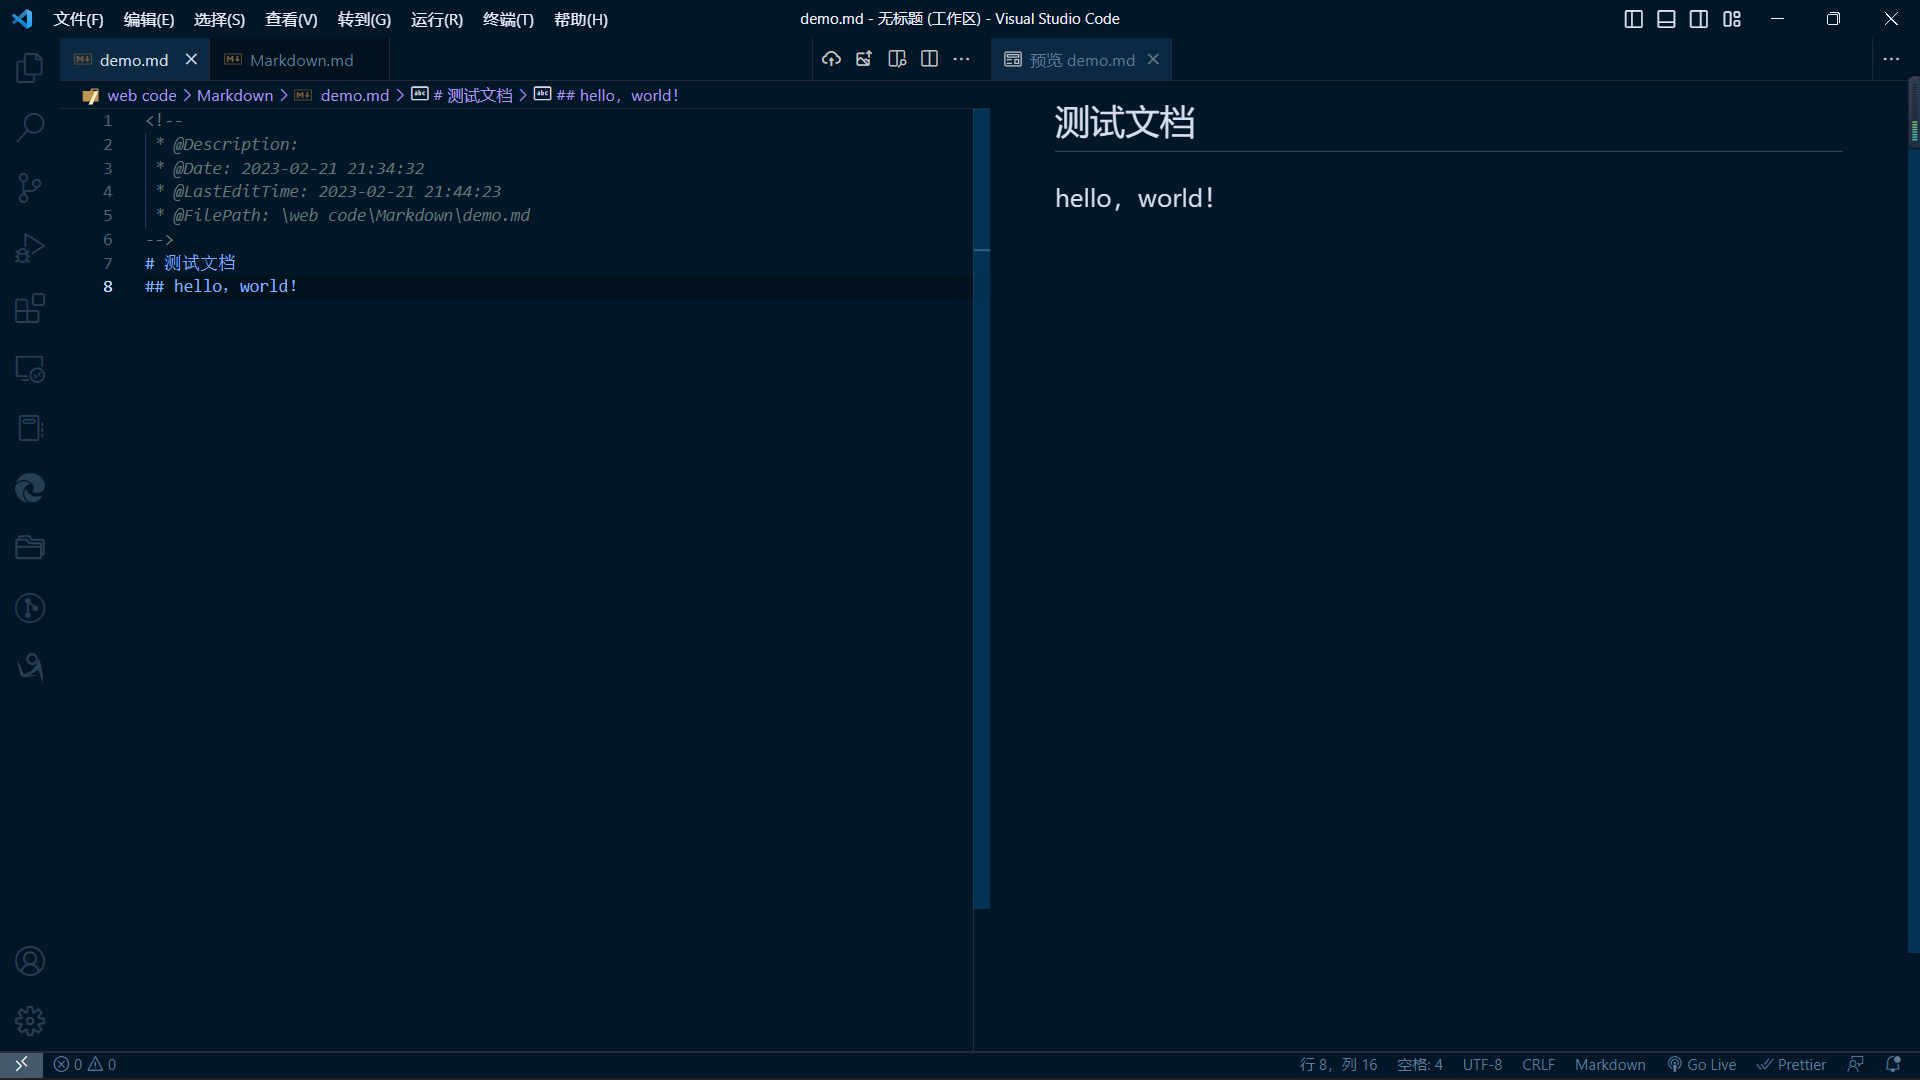 文件(F) 编辑(E) 选择(S) 查看(V) 转到(G) 运行(R) 终端(T) 帮助(H)
demo.md - 无标题 (工作区) - Visual Studio Code
demo.md
Markdown.md
预览 demo.md
web code > Markdown > demo.md > # 测试文档 > ## hello，world！
1 <!--
2 * @Description:
3 * @Date: 2023-02-21 21:34:32
4 * @LastEditTime: 2023-02-21 21:44:23
5 * @FilePath: \web code\Markdown\demo.md
6 -->
7 # 测试文档
8 ## hello，world！
测试文档
hello，world！
0 0
行 8，列 16 空格: 4 UTF-8 CRLF Markdown Go Live Prettier